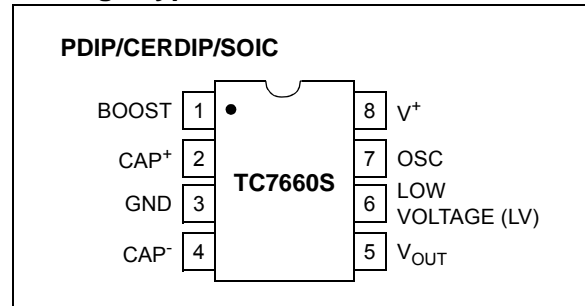 PDIP/CERDIP/SOIC
BOOST 1 8 V⁺
CAP⁺ 2 7 OSC
TC7660S
GND 3 6 LOW
VOLTAGE (LV)
CAP⁻ 4 5 V_OUT